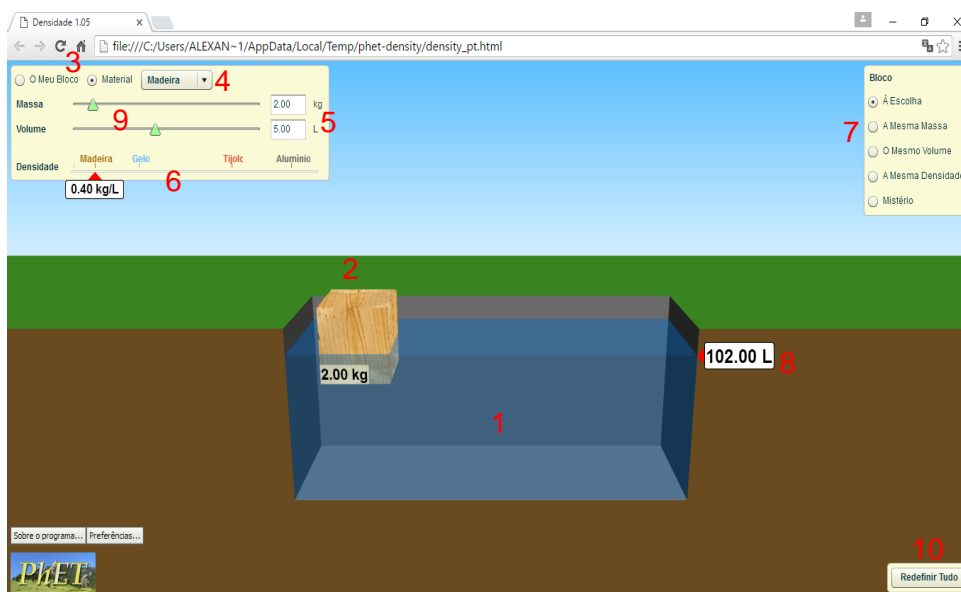 Densidade 1.05
file:///C:/Users/ALEXAN~1/AppData/Local/Temp/phet-density/density_pt.html
3
O Meu Bloco Material Madeira 4
Massa 2.00 kg
9 5
Volume 5.00 L
Madeira Gelo Tijolo Alumínio
Densidade
6
0.40 kg/L
Bloco
À Escolha
7 A Mesma Massa
O Mesmo Volume
A Mesma Densidade
Mistério
2
102.00 L 8
2.00 kg
1
Sobre o programa... Preferências...
PhET
10
Redefinir Tudo